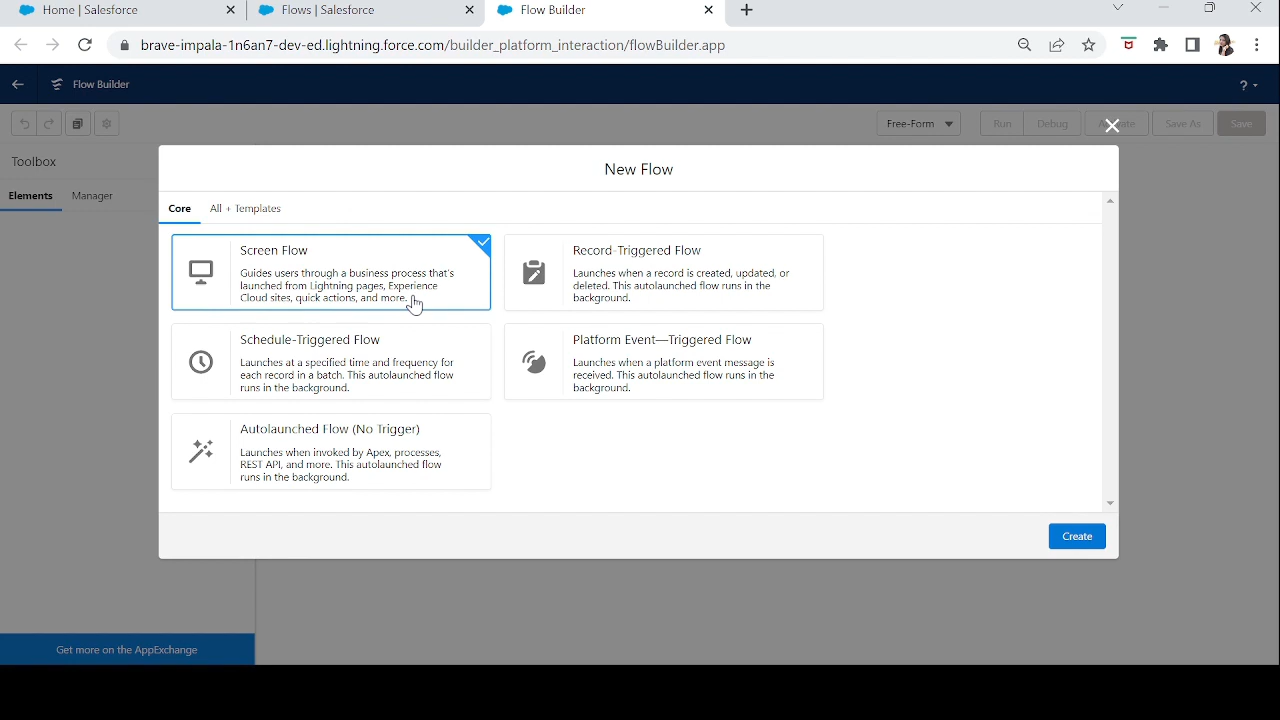 Home | Salesforce
Flows | Salesforce
Flow Builder
brave-impala-1n6an7-dev-ed.lightning.force.com/builder_platform_interaction/flowBuilder.app
Flow Builder
?
Free-Form
Run
Debug
Save As
Save
Toolbox
Elements
Manager
New Flow
Core
All + Templates
Screen Flow
Guides users through a business process that's
launched from Lightning pages, Experience
Cloud sites, quick actions, and more.
Record-Triggered Flow
Launches when a record is created, updated, or
deleted. This autolaunched flow runs in the
background.
Schedule-Triggered Flow
Launches at a specified time and frequency for
each record in a batch. This autolaunched flow
runs in the background.
Platform Event—Triggered Flow
Launches when a platform event message is
received. This autolaunched flow runs in the
background.
Autolaunched Flow (No Trigger)
Launches when invoked by Apex, processes,
REST API, and more. This autolaunched flow
runs in the background.
Create
Get more on the AppExchange